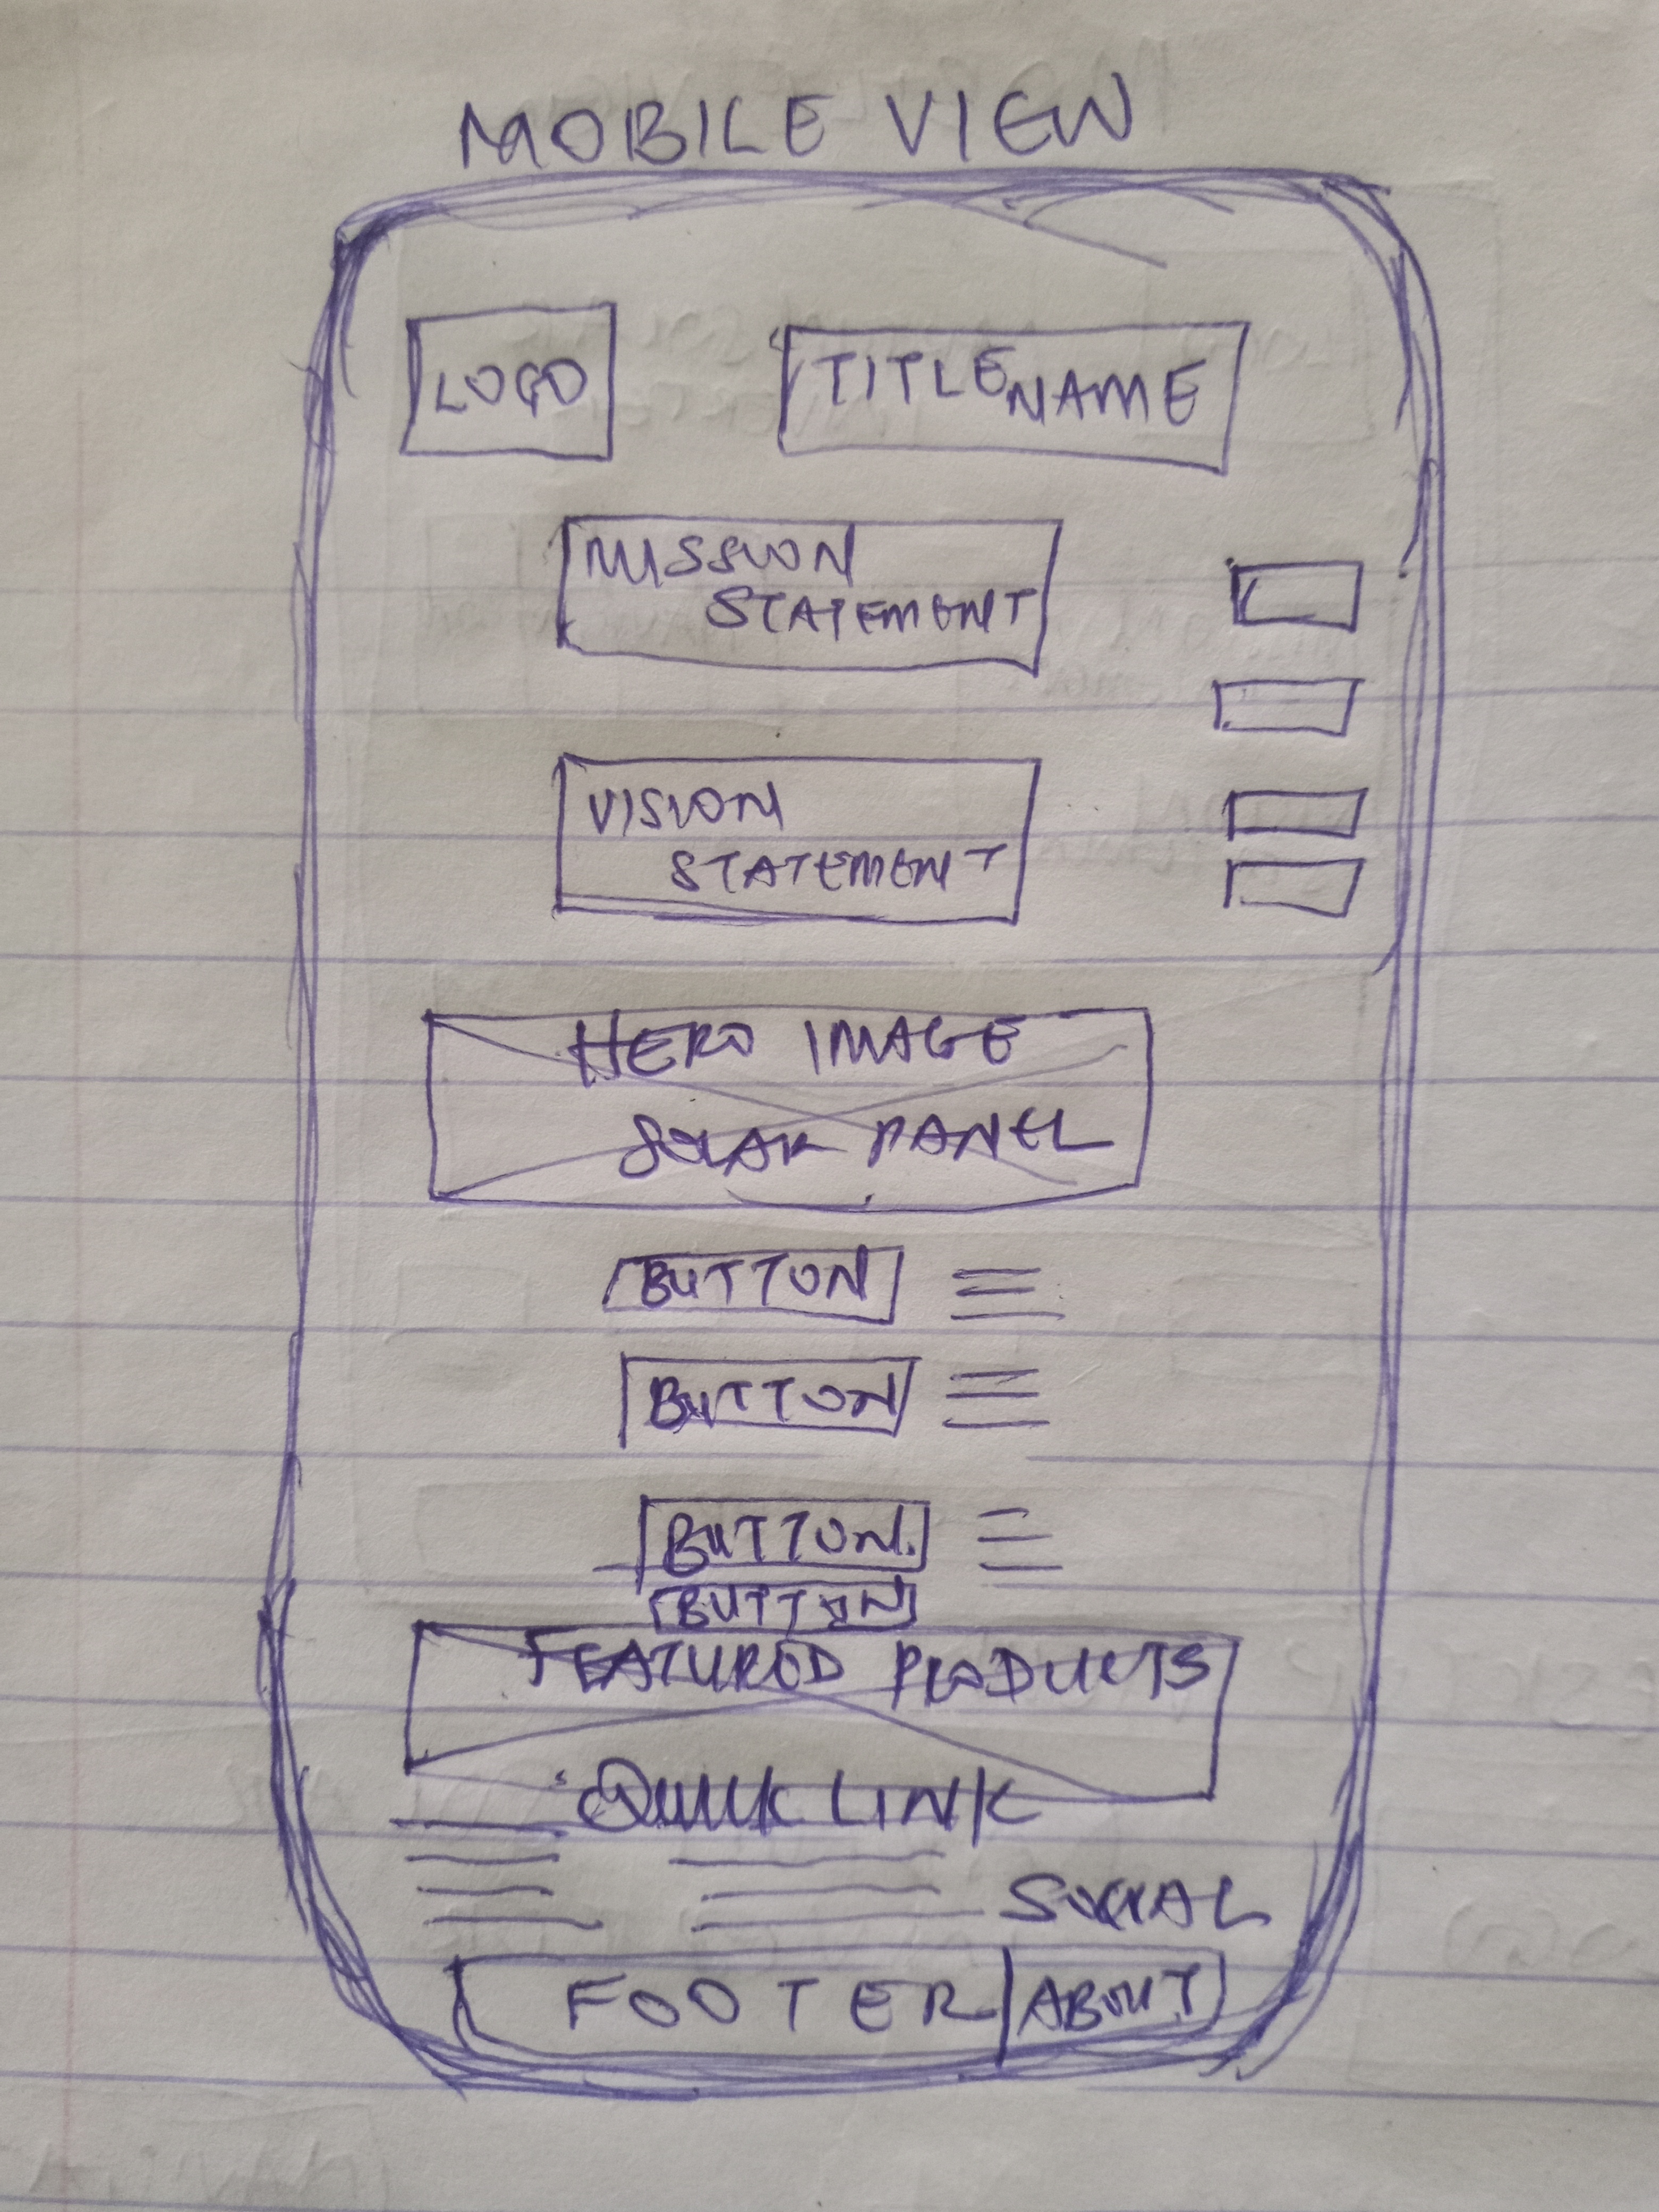 MOBILE VIEW
LOGO
TITLE NAME
MISSION
STATEMENT
VISION
STATEMENT
HERO IMAGE
SOLAR PANEL
BUTTON
BUTTON
BUTTON.
BUTTON
FEATURED PRODUCTS
QUICK LINK
SOCIAL
FOOTER
ABOUT